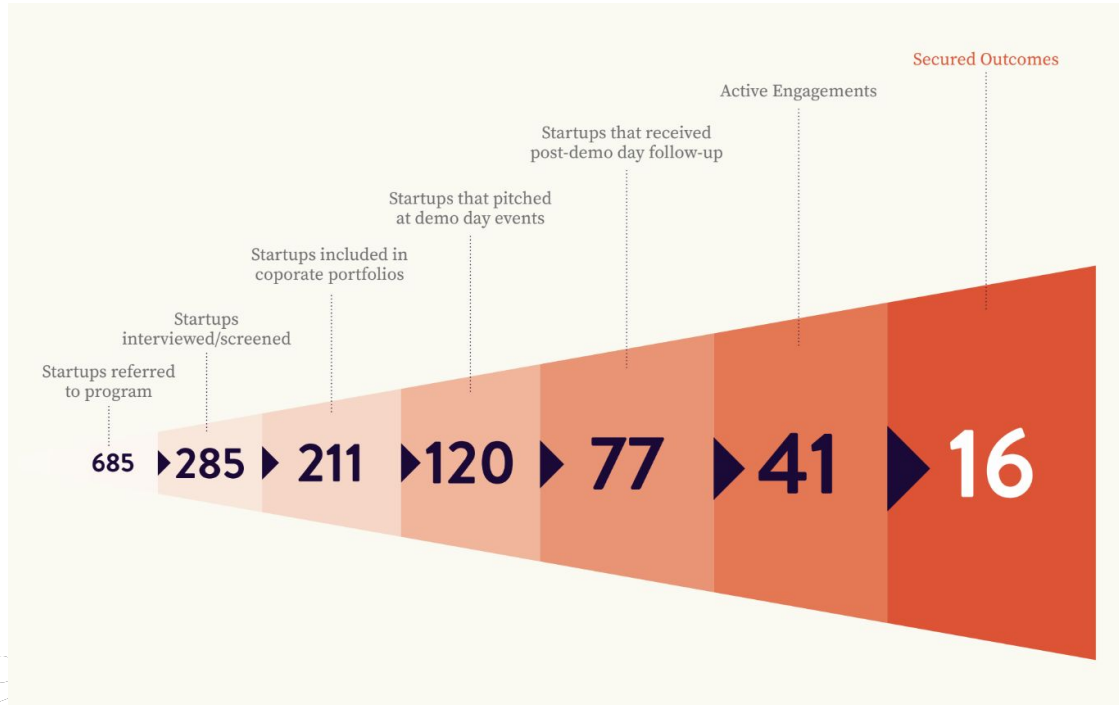 Secured Outcomes
Active Engagements
Startups that received
post-demo day follow-up
Startups that pitched
at demo day events
Startups included in
coporate portfolios
Startups
interviewed/screened
Startups referred
to program
685
285
211
120
77
41
16